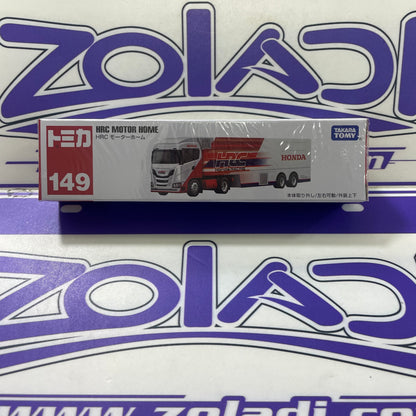 ZOLADI
.com
トミカ
149
HRC MOTOR HOME
HRC モーターホーム
HRC
HONDA
TAKARA
TOMY
ZOLADI
www.zoladi.com